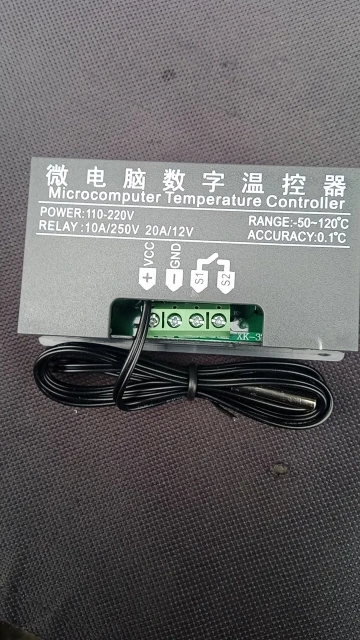 微电脑数字温控器
Microcomputer Temperature Controller
POWER:110-220V
RANGE:-50~120℃
RELAY:10A/250V 20A/12V
ACCURACY:0.1℃
VCC
GND
+
−
S1
S2